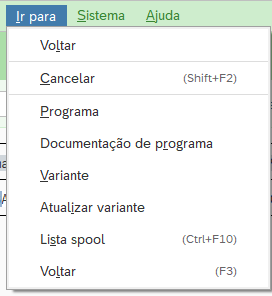 Ir para Sistema Ajuda
Voltar
Cancelar (Shift+F2)
Programa
Documentação de programa
Variante
Atualizar variante
Lista spool (Ctrl+F10)
Voltar (F3)